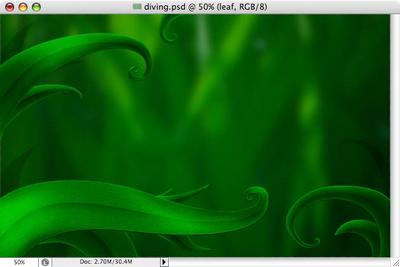 diving.psd @ 50% (leaf, RGB/8)
50% Doc: 2.70M/30.4M